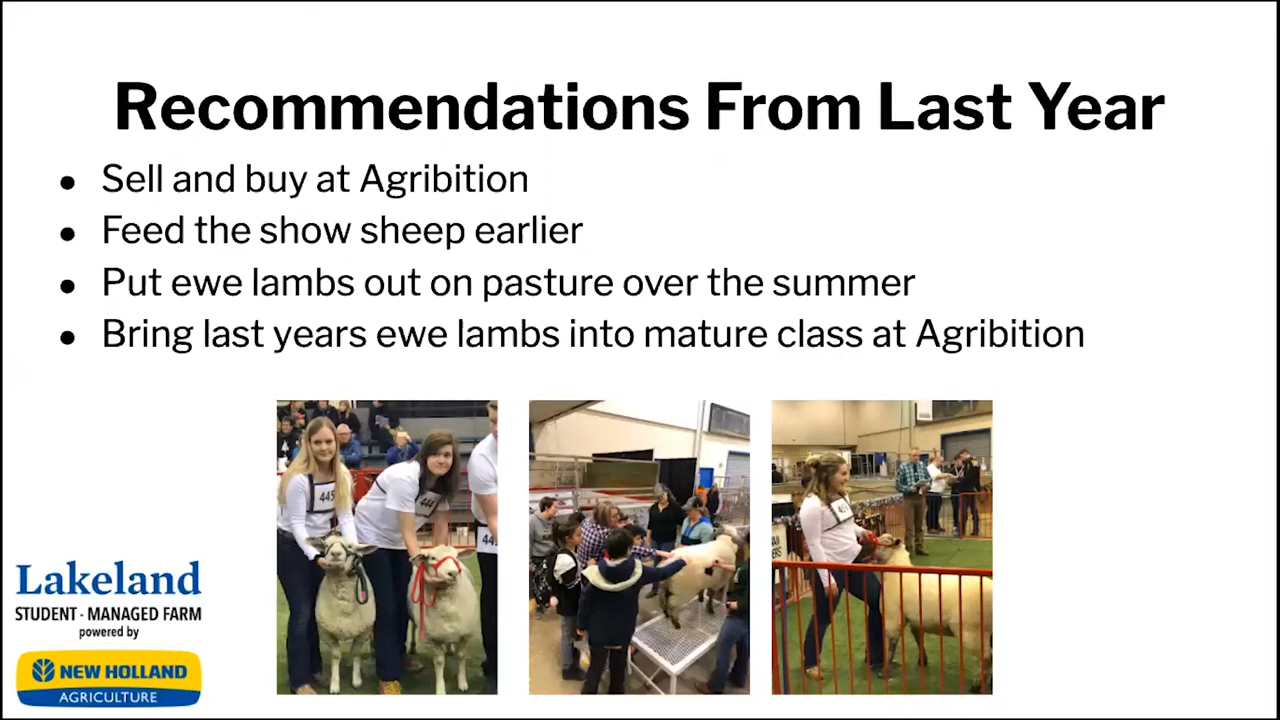 Recommendations From Last Year
● Sell and buy at Agribition
● Feed the show sheep earlier
● Put ewe lambs out on pasture over the summer
● Bring last years ewe lambs into mature class at Agribition
445
Lakeland
STUDENT - MANAGED FARM
powered by
NEW HOLLAND
AGRICULTURE